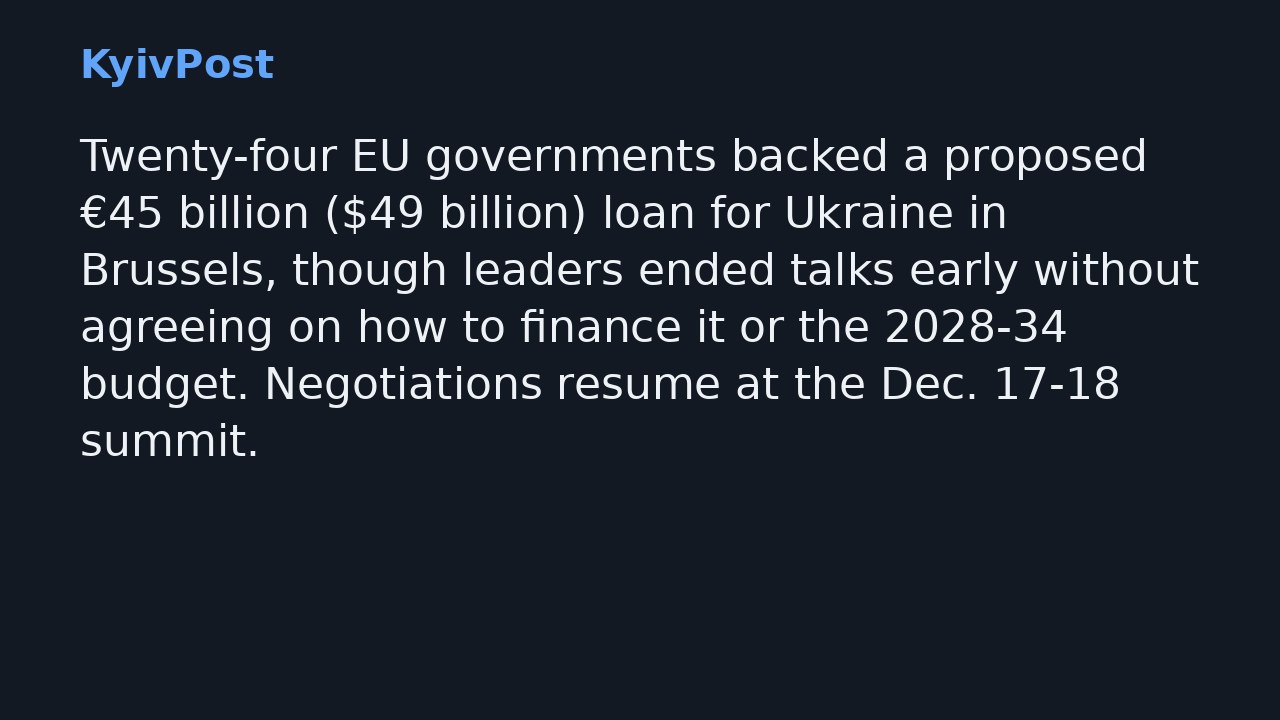 KyivPost
Twenty-four EU governments backed a proposed
€45 billion ($49 billion) loan for Ukraine in
Brussels, though leaders ended talks early without
agreeing on how to finance it or the 2028-34
budget. Negotiations resume at the Dec. 17-18
summit.